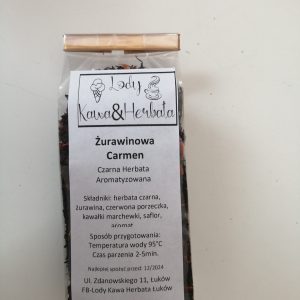 Lody
Kawa&Herbata
Żurawinowa
Carmen
Czarna Herbata
Aromatyzowana
Składniki: herbata czarna,
żurawina, czerwona porzeczka,
kawałki marchewki, saflor,
aromat
Sposób przygotowania:
Temperatura wody 95°C
Czas parzenia 2-5min.
Najlepiej spożyć przed: 12/2024
Ul. Zdanowskiego 11, Łuków
FB-Lody Kawa Herbata Łuków